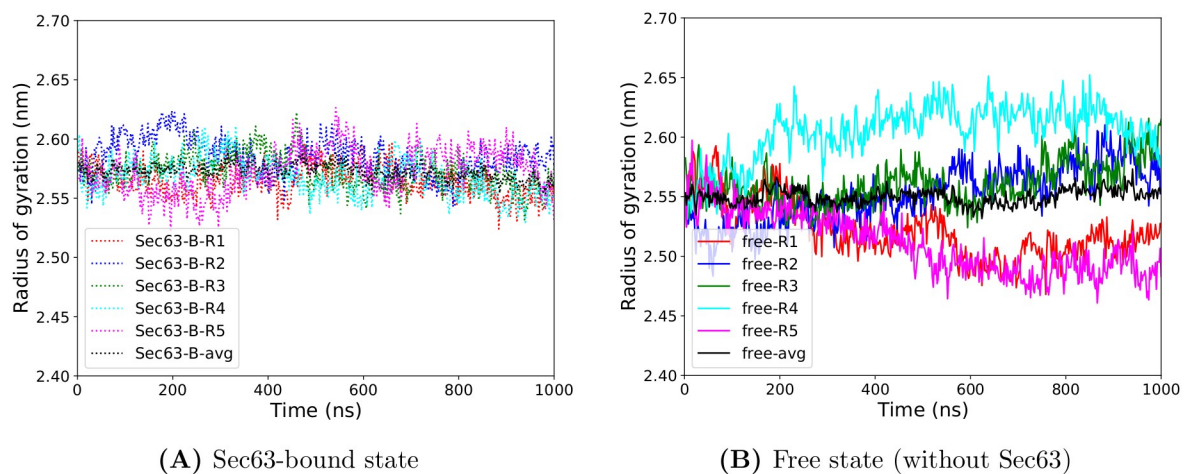 2.70
2.65
2.60
2.55
2.50
2.45
2.40
Radius of gyration (nm)
Sec63-B-R1
Sec63-B-R2
Sec63-B-R3
Sec63-B-R4
Sec63-B-R5
Sec63-B-avg
0 200 400 600 800 1000
Time (ns)
(A) Sec63-bound state
2.70
2.65
2.60
2.55
2.50
2.45
2.40
Radius of gyration (nm)
free-R1
free-R2
free-R3
free-R4
free-R5
free-avg
0 200 400 600 800 1000
Time (ns)
(B) Free state (without Sec63)